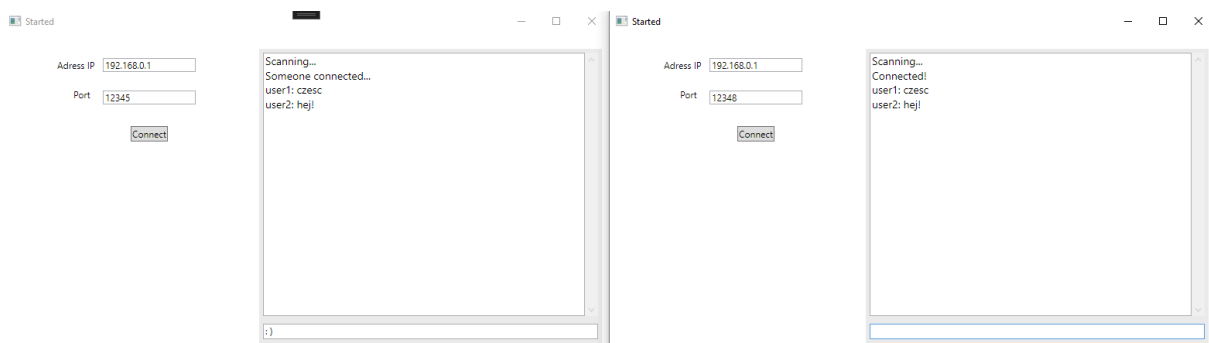 Started
Adress IP 192.168.0.1
Port 12345
Connect
Scanning...
Someone connected...
user1: czesc
user2: hej!
:)
Started
Adress IP 192.168.0.1
Port 12348
Connect
Scanning...
Connected!
user1: czesc
user2: hej!